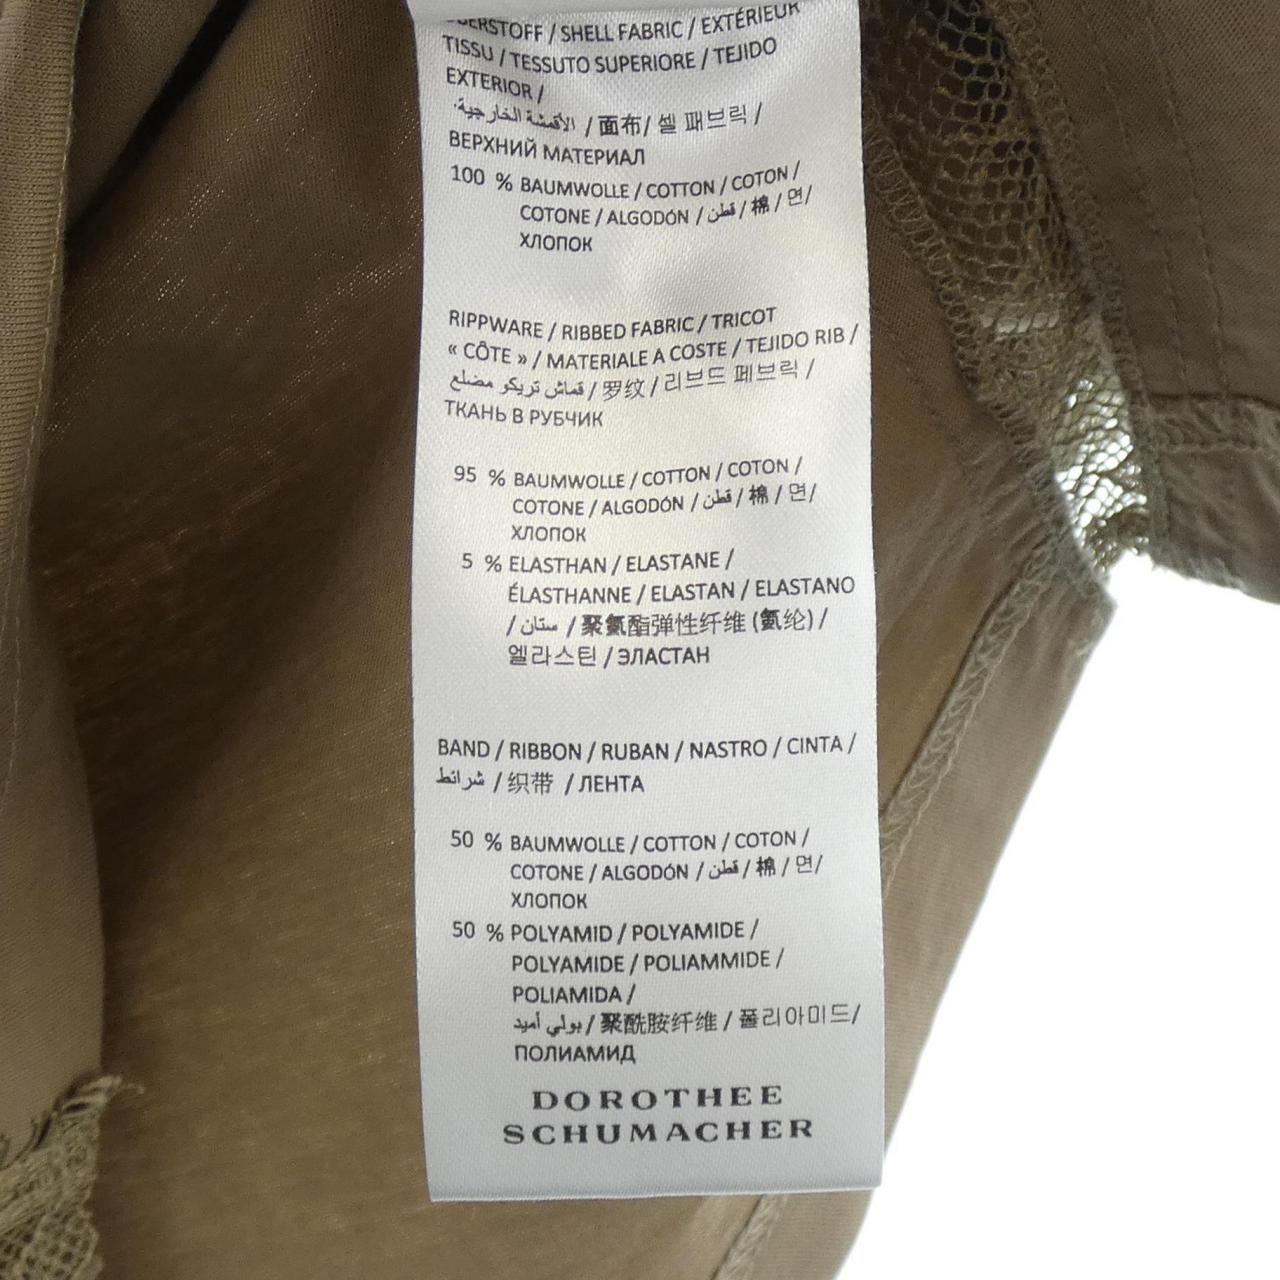 OBERSTOFF / SHELL FABRIC / EXTÉRIEUR
TISSU / TESSUTO SUPERIORE / TEJIDO
EXTERIOR /
الأقمشة الخارجية. / 面布/ 셸 패브릭 /
ВЕРХНИЙ МАТЕРИАЛ
100 % BAUMWOLLE / COTTON / COTON /
COTONE / ALGODÓN / قطن / 棉 / 면/
ХЛОПОК
RIPPWARE / RIBBED FABRIC / TRICOT
« CÔTE » / MATERIALE A COSTE / TEJIDO RIB /
قماش تريكو مضلع / 罗纹 / 리브드 페브릭 /
ТКАНЬ В РУБЧИК
95 % BAUMWOLLE / COTTON / COTON /
COTONE / ALGODÓN / قطن / 棉 / 면/
ХЛОПОК
5 % ELASTHAN / ELASTANE /
ÉLASTHANNE / ELASTAN / ELASTANO
/ ستان / 聚氨酯弹性纤维 (氨纶) /
엘라스틴 / ЭЛАСТАН
BAND / RIBBON / RUBAN / NASTRO / CINTA /
شرائط / 织带 / ЛЕНТА
50 % BAUMWOLLE / COTTON / COTON /
COTONE / ALGODÓN / قطن / 棉 / 면/
ХЛОПОК
50 % POLYAMID / POLYAMIDE /
POLYAMIDE / POLIAMMIDE /
POLIAMIDA /
بولي أميد / 聚酰胺纤维 / 폴리아미드/
ПОЛИАМИД
DOROTHEE
SCHUMACHER